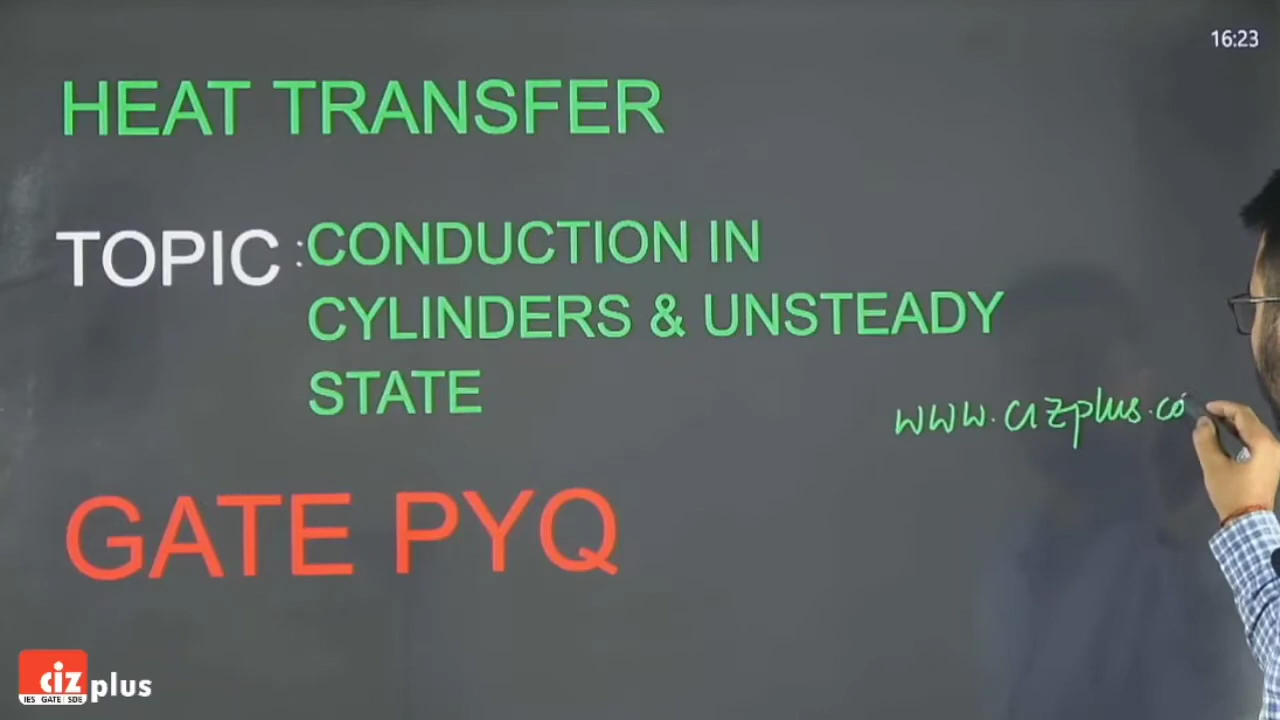 16:23
HEAT TRANSFER
TOPIC :CONDUCTION IN
CYLINDERS & UNSTEADY
STATE
www.cizplus.co
GATE PYQ
ciz plus
IES GATE SDE